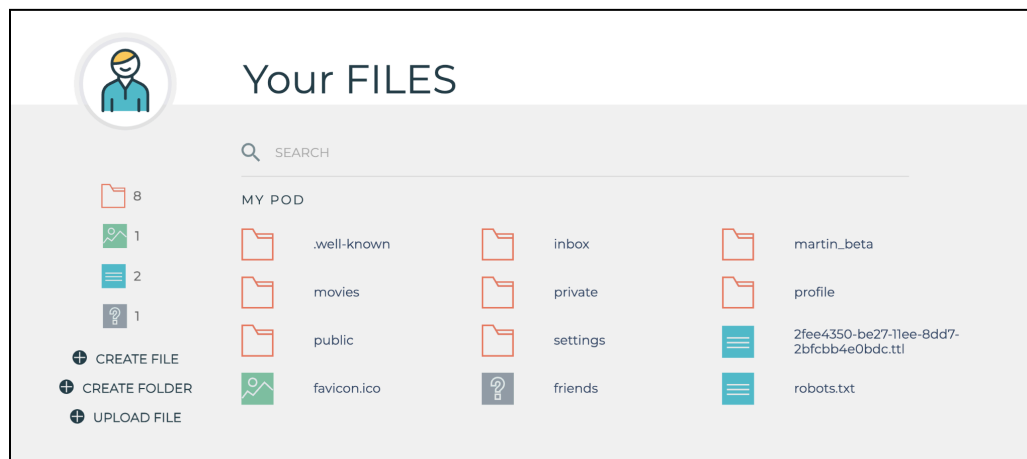 Your FILES
SEARCH
8
1
2
1
CREATE FILE
CREATE FOLDER
UPLOAD FILE
MY POD
.well-known
inbox
martin_beta
movies
private
profile
public
settings
2fee4350-be27-11ee-8dd7-
2bfcbb4e0bdc.ttl
favicon.ico
?
friends
robots.txt